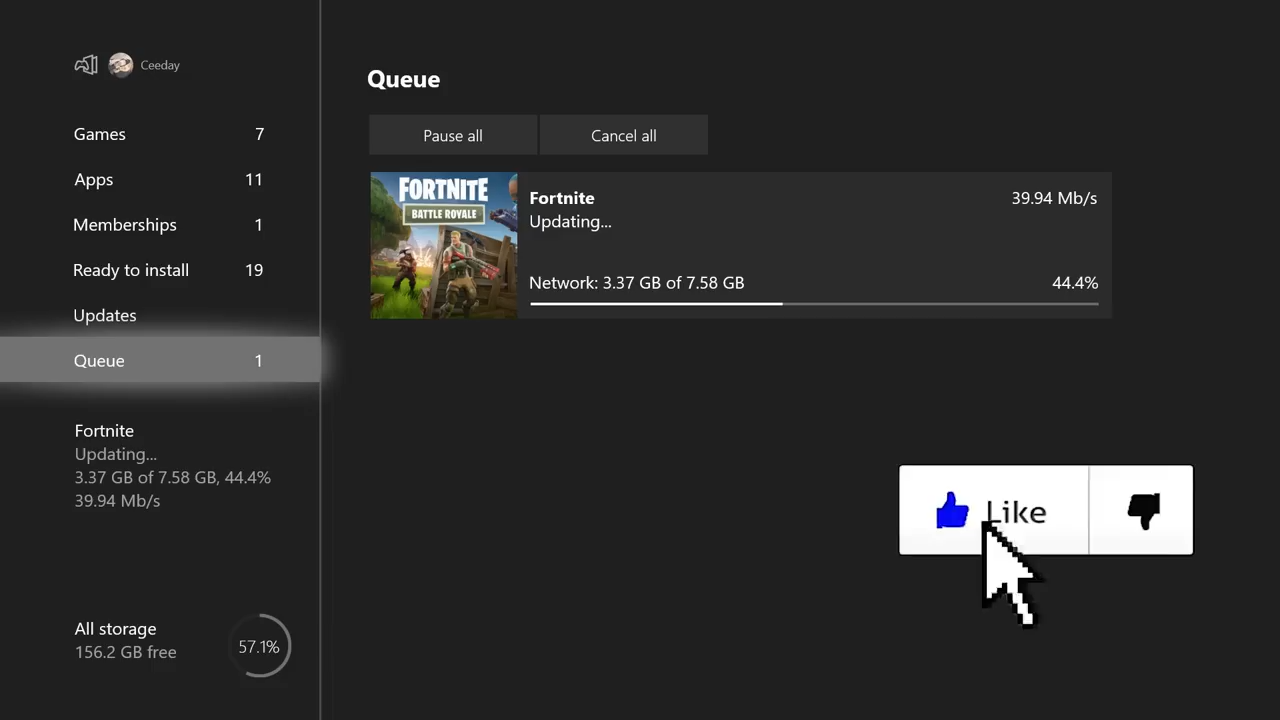 Ceeday
Games 7
Apps 11
Memberships 1
Ready to install 19
Updates
Queue 1
Fortnite
Updating...
3.37 GB of 7.58 GB, 44.4%
39.94 Mb/s
All storage
156.2 GB free
57.1%
Queue
Pause all Cancel all
FORTNITE
BATTLE ROYALE
Fortnite 39.94 Mb/s
Updating...
Network: 3.37 GB of 7.58 GB 44.4%
Like